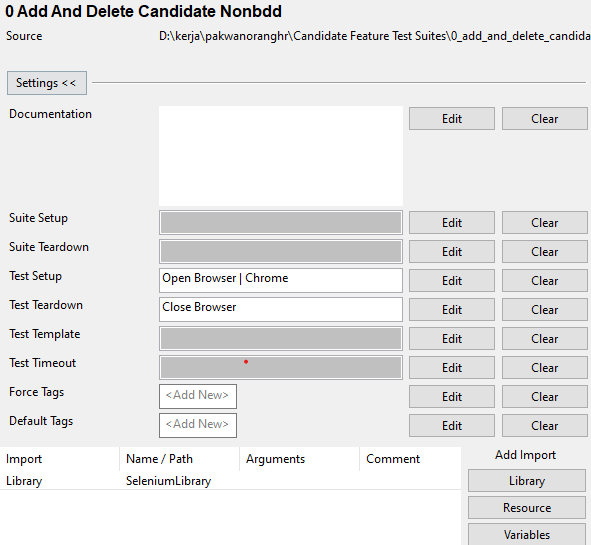 0 Add And Delete Candidate Nonbdd
Source D:\kerja\pakwanoranghr\Candidate Feature Test Suites\0_add_and_delete_candida
Settings <<
Documentation Edit Clear
Suite Setup Edit Clear
Suite Teardown Edit Clear
Test Setup Open Browser | Chrome Edit Clear
Test Teardown Close Browser Edit Clear
Test Template Edit Clear
Test Timeout Edit Clear
Force Tags <Add New> Edit Clear
Default Tags <Add New> Edit Clear
Import Name / Path Arguments Comment Add Import
Library SeleniumLibrary Library
Resource
Variables